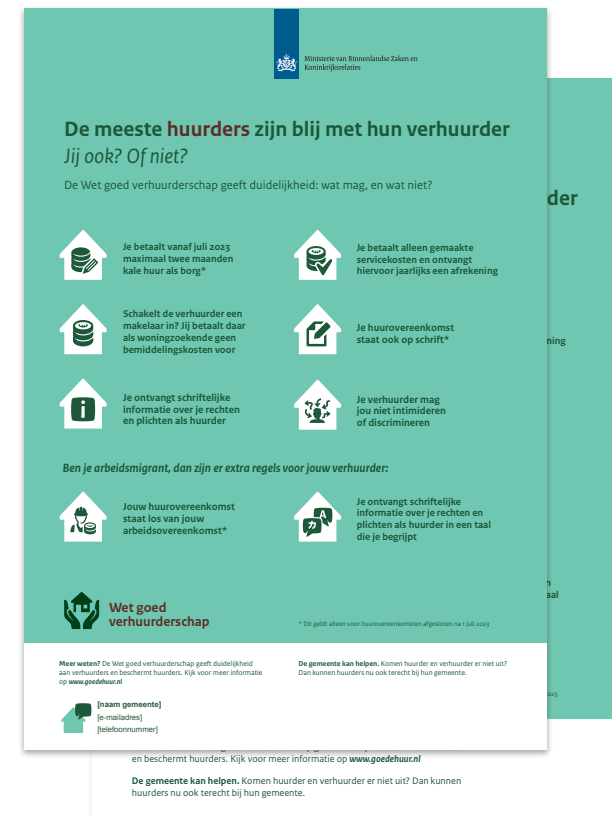 Ministerie van Binnenlandse Zaken en
Koninkrijksrelaties
De meeste huurders zijn blij met hun verhuurder
Jij ook? Of niet?
De Wet goed verhuurderschap geeft duidelijkheid: wat mag, en wat niet?
Je betaalt vanaf juli 2023
maximaal twee maanden
kale huur als borg*
Je betaalt alleen gemaakte
servicekosten en ontvangt
hiervoor jaarlijks een afrekening
Schakelt de verhuurder een
makelaar in? Jij betaalt daar
als woningzoekende geen
bemiddelingskosten voor
Je huurovereenkomst
staat ook op schrift*
Je ontvangt schriftelijke
informatie over je rechten
en plichten als huurder
Je verhuurder mag
jou niet intimideren
of discrimineren
Ben je arbeidsmigrant, dan zijn er extra regels voor jouw verhuurder:
Jouw huurovereenkomst
staat los van jouw
arbeidsovereenkomst*
A
Je ontvangt schriftelijke
informatie over je rechten en
plichten als huurder in een taal
die je begrijpt
Wet goed
verhuurderschap
* Dit geldt alleen voor huurovereenkomsten afgesloten na 1 juli 2023
Meer weten? De Wet goed verhuurderschap geeft duidelijkheid
aan verhuurders en beschermt huurders. Kijk voor meer informatie
op www.goedehuur.nl
De gemeente kan helpen. Komen huurder en verhuurder er niet uit?
Dan kunnen huurders nu ook terecht bij hun gemeente.
[naam gemeente]
[e-mailadres]
[telefoonnummer]
der
ning
n
aal
2023
en beschermt huurders. Kijk voor meer informatie op www.goedehuur.nl
De gemeente kan helpen. Komen huurder en verhuurder er niet uit? Dan kunnen
huurders nu ook terecht bij hun gemeente.